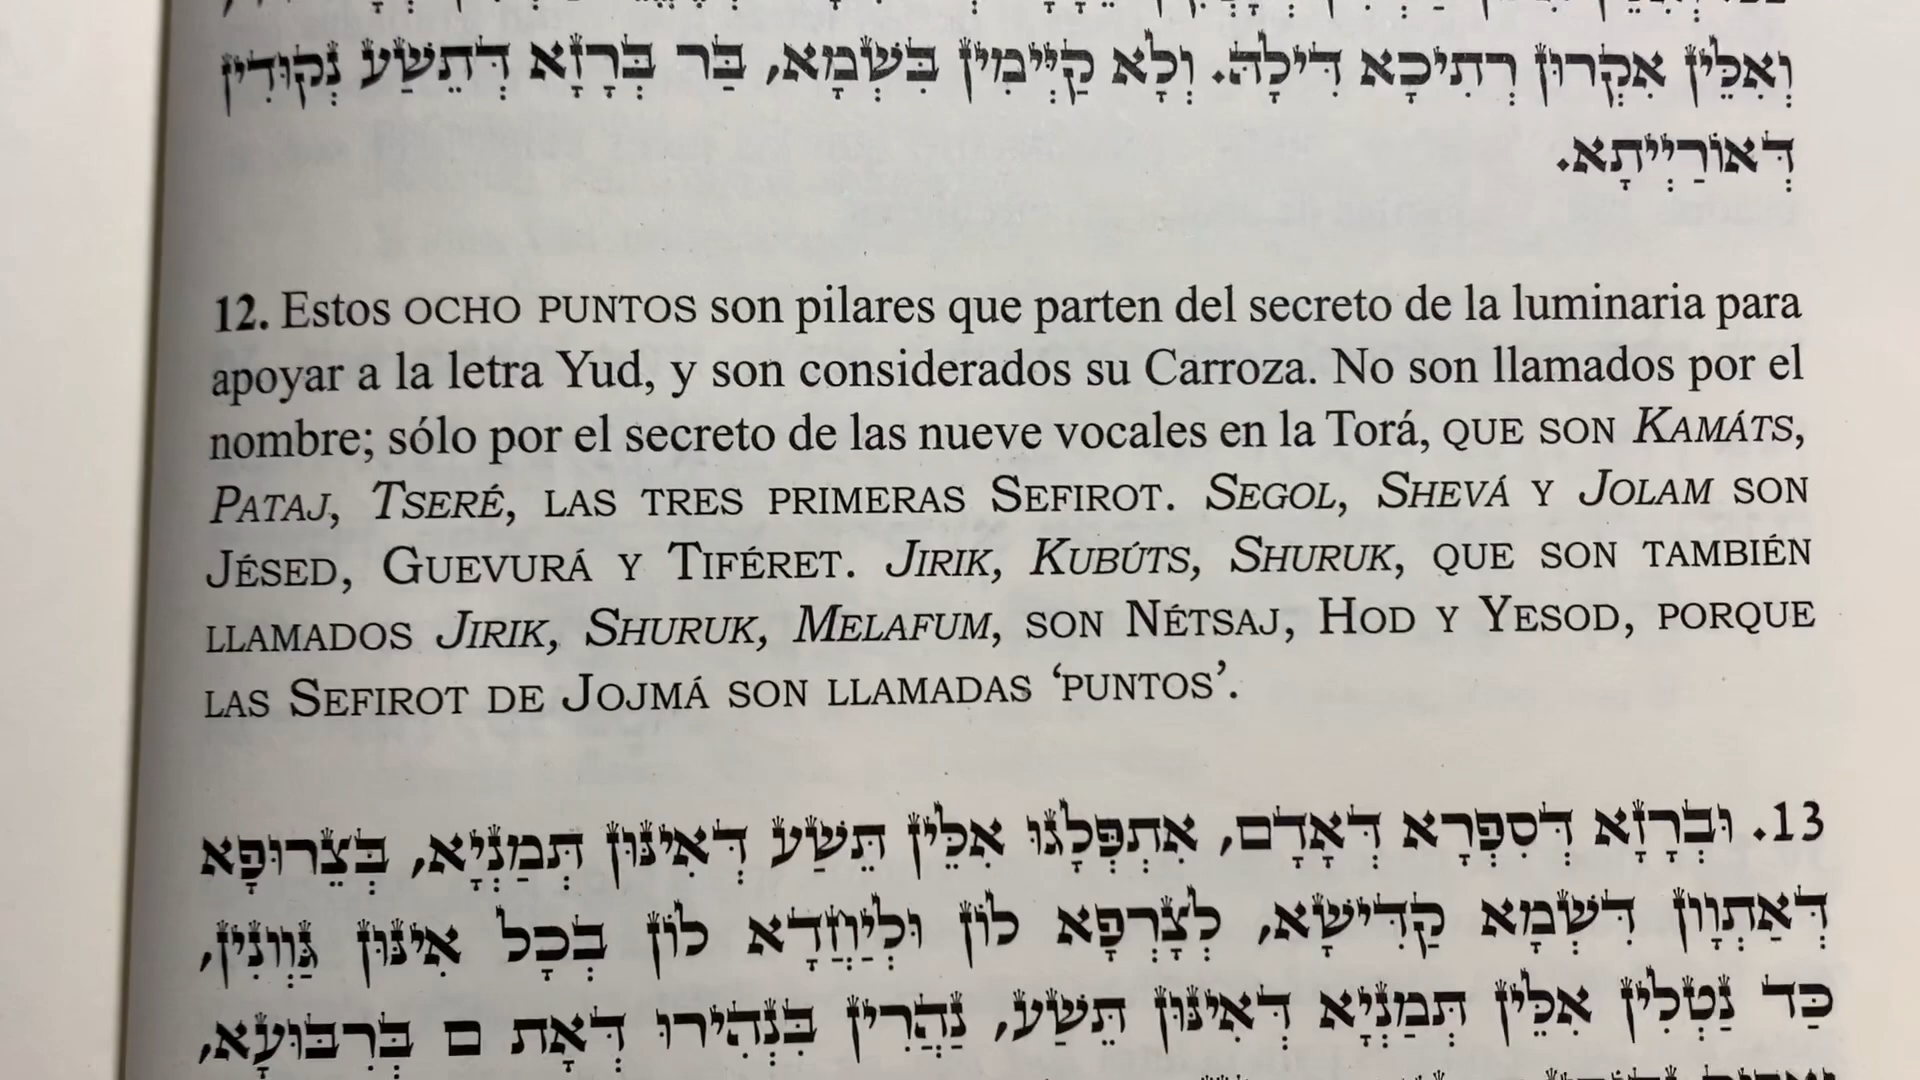 וְאִלֵּין אִקְרוּן רְתִיכָא דִּילָהּ. וְלָא קַיְימִין בִּשְׁמָא, בַּר בְּרָזָא דְּתֵשַׁע נְקוּדִין
דְּאוֹרַיְיתָא.
12. Estos OCHO PUNTOS son pilares que parten del secreto de la luminaria para
apoyar a la letra Yud, y son considerados su Carroza. No son llamados por el
nombre; sólo por el secreto de las nueve vocales en la Torá, QUE SON KAMÁTS,
PATAJ, TSERÉ, LAS TRES PRIMERAS SEFIROT. SEGOL, SHEVÁ Y JOLAM SON
JÉSED, GUEVURÁ Y TIFÉRET. JIRIK, KUBÚTS, SHURUK, QUE SON TAMBIÉN
LLAMADOS JIRIK, SHURUK, MELAFUM, SON NÉTSAJ, HOD Y YESOD, PORQUE
LAS SEFIROT DE JOJMÁ SON LLAMADAS ‘PUNTOS’.
13. וּבְרָזָא דְּסִפְרָא דְּאָדָם, אִתְפְּלָגוּ אִלֵּין תֵּשַׁע דְּאִינּוּן תְּמַנְיָא, בְּצֵרוּפָא
דְּאַתְוָון דִּשְׁמָא קַדִּישָׁא, לְצָרְפָא לוֹן וּלְיַחֲדָא לוֹן בְּכָל אִינּוּן גַּוְונִין,
כַּד נַטְלִין אִלֵּין תְּמַנְיָא דְּאִינּוּן תֵּשַׁע, נַהֲרִין בִּנְהִירוּ דְּאָת ם בְּרִבּוּעָא,